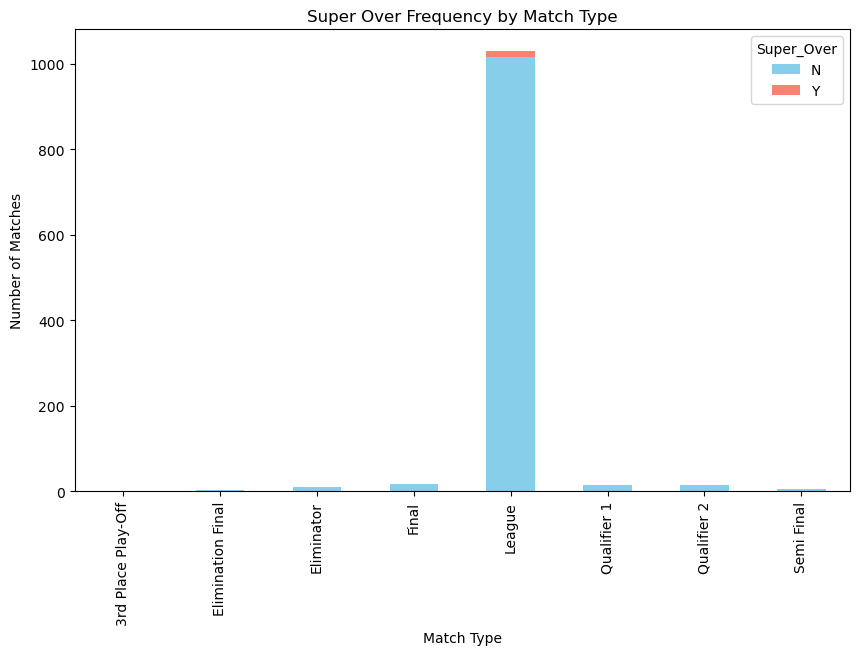 Super Over Frequency by Match Type
Super_Over
N
Y
1000
800
600
400
200
0
Number of Matches
3rd Place Play-Off
Elimination Final
Eliminator
Final
League
Qualifier 1
Qualifier 2
Semi Final
Match Type